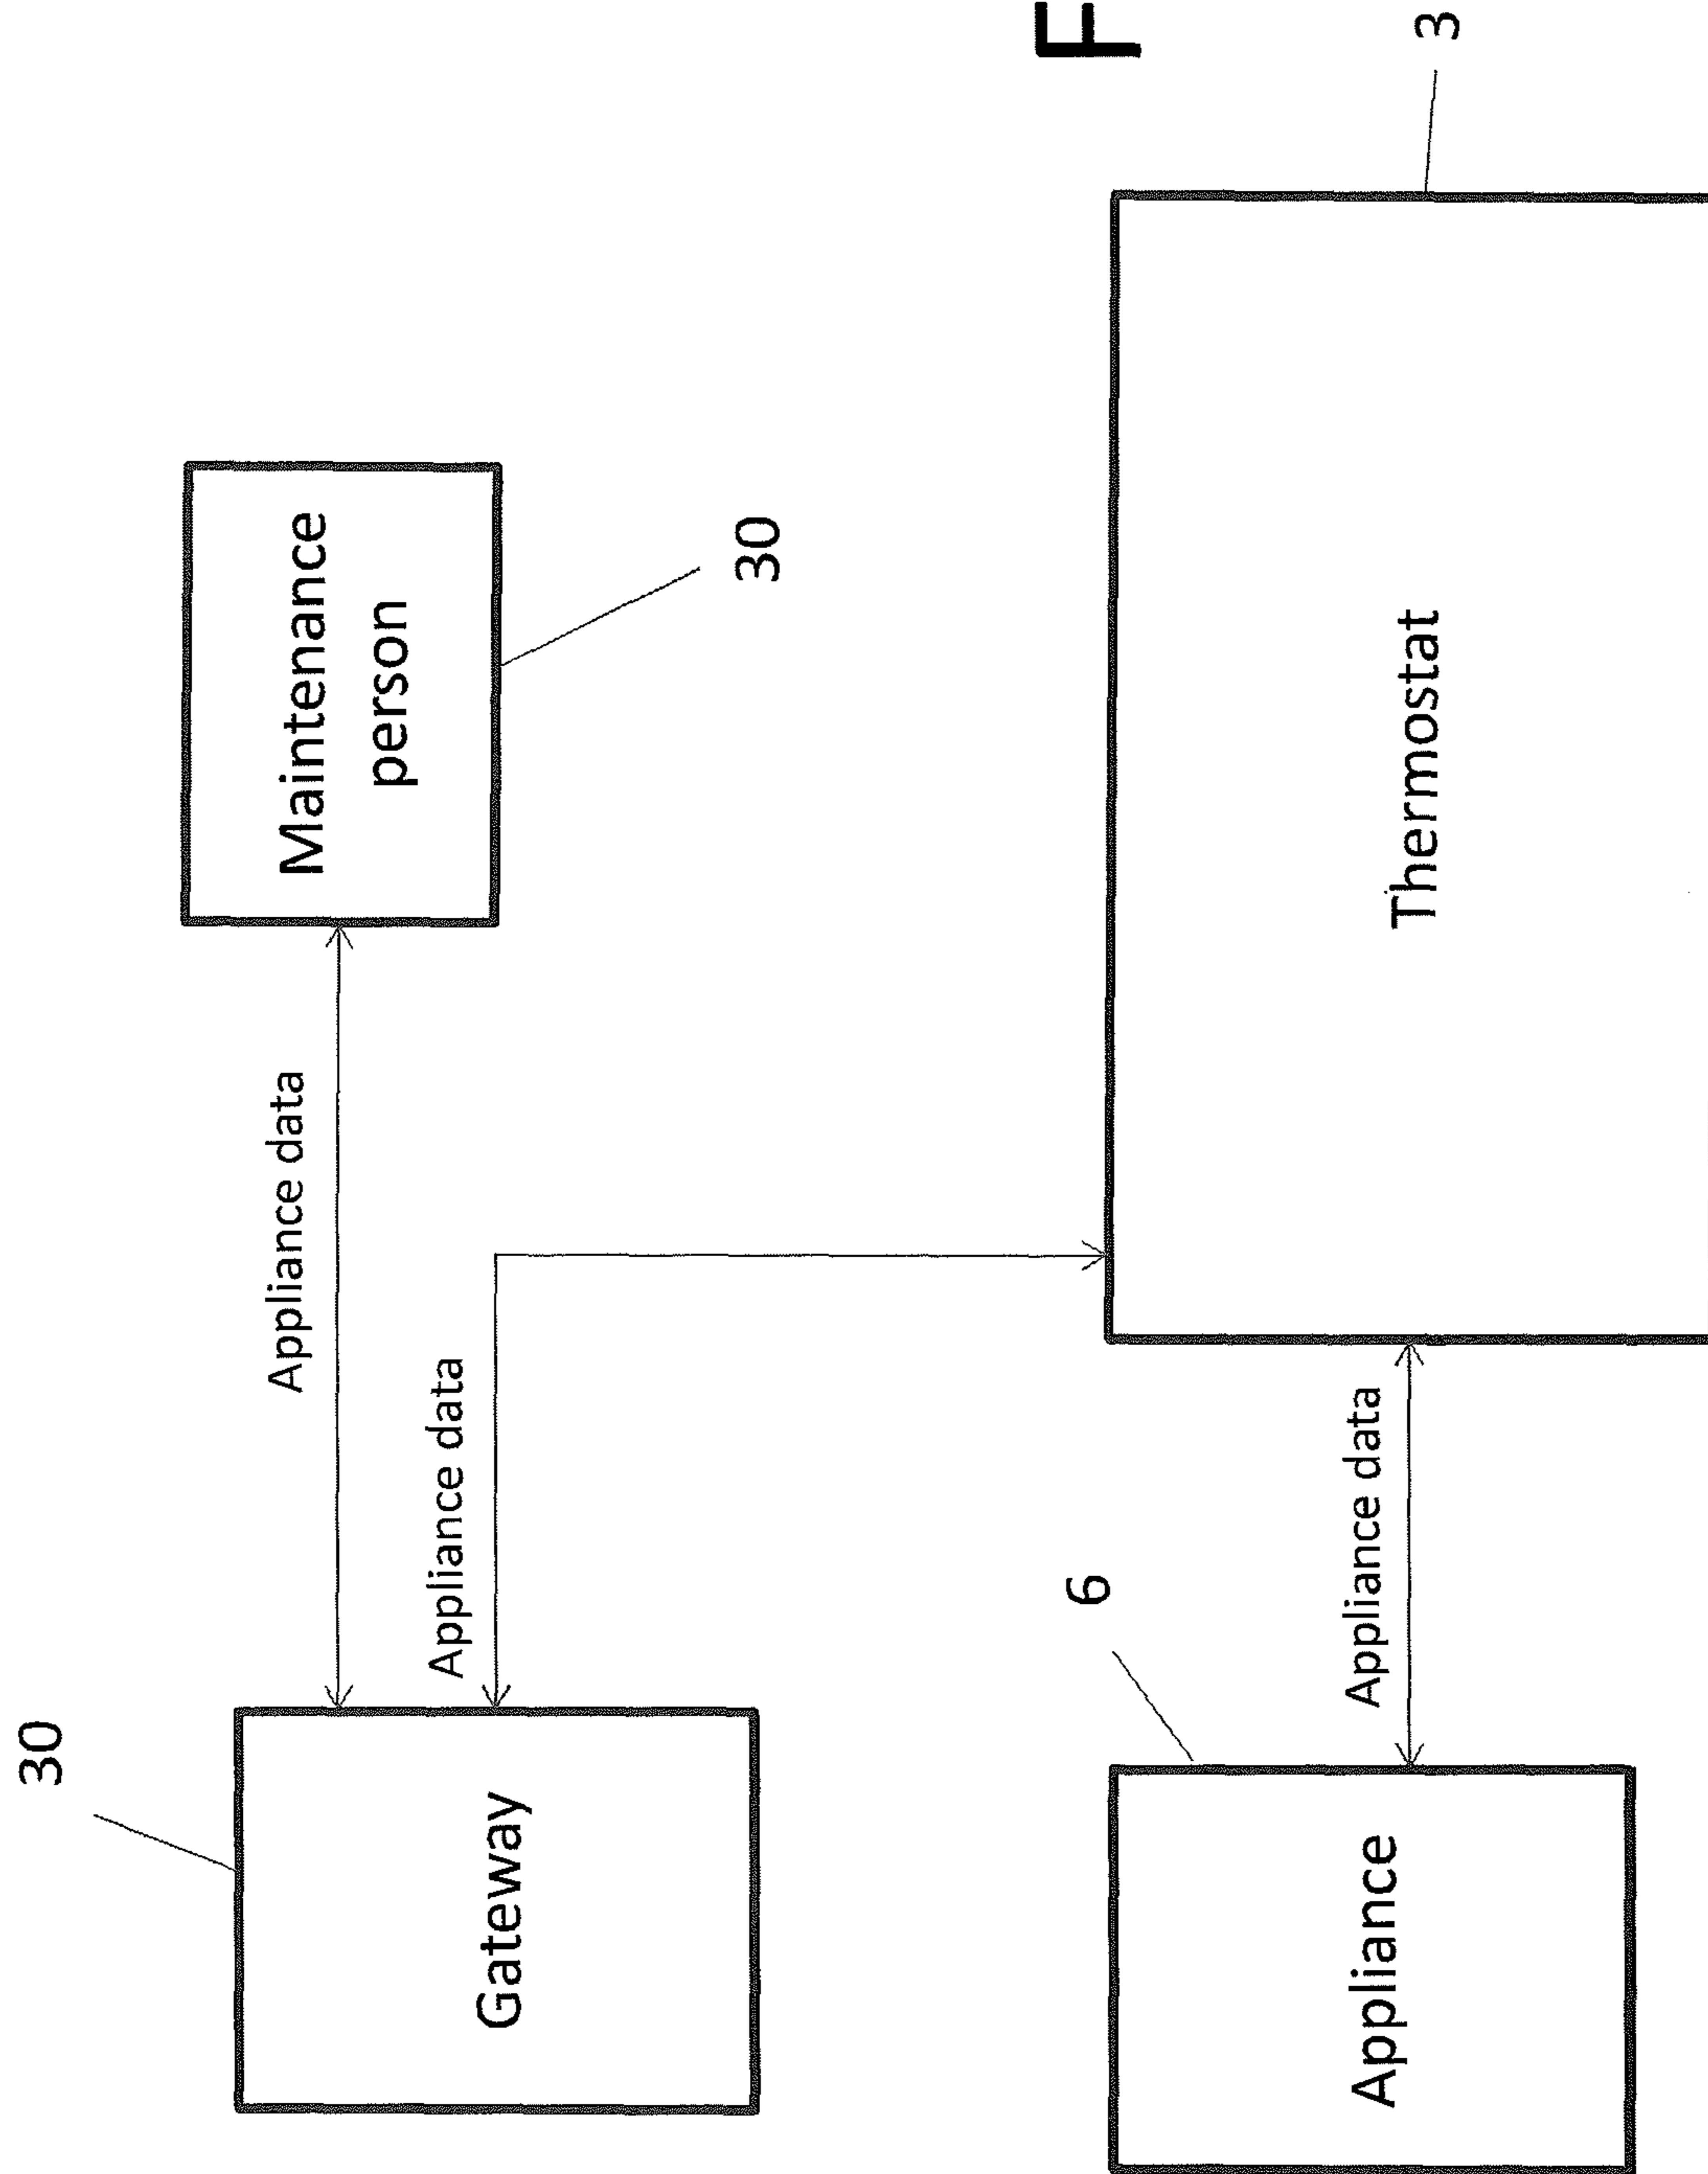 30
Gateway
Appliance data
Appliance data
Maintenance
person
30
F
6
Appliance
Appliance data
Thermostat
3